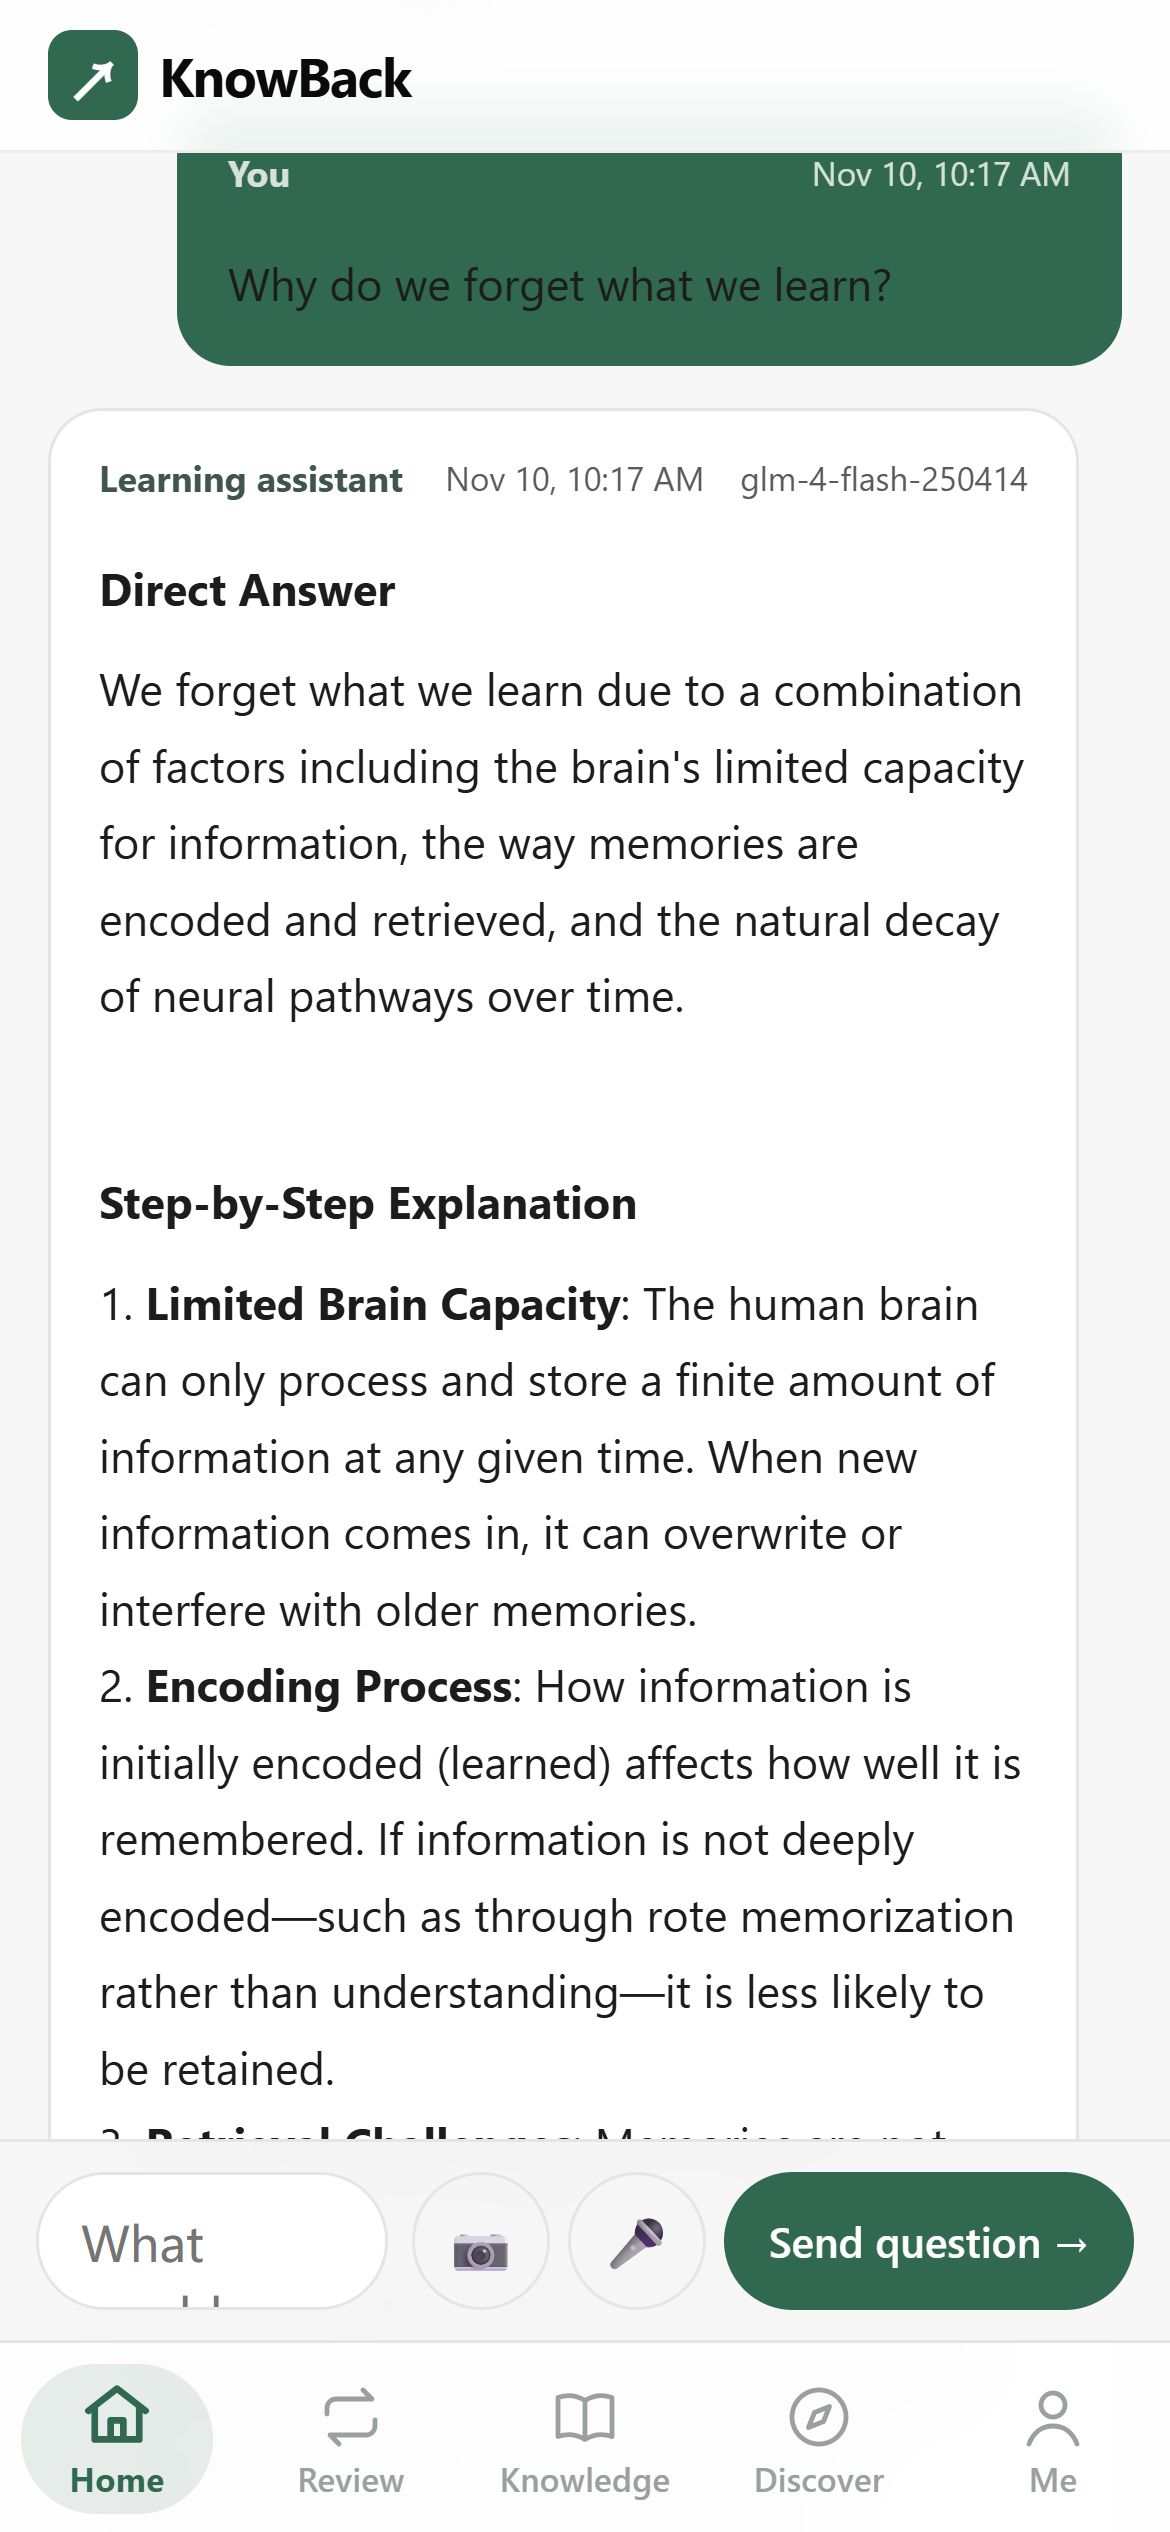 KnowBack
You Nov 10, 10:17 AM
Why do we forget what we learn?
Learning assistant Nov 10, 10:17 AM glm-4-flash-250414
Direct Answer
We forget what we learn due to a combination
of factors including the brain's limited capacity
for information, the way memories are
encoded and retrieved, and the natural decay
of neural pathways over time.
Step-by-Step Explanation
1. Limited Brain Capacity: The human brain
can only process and store a finite amount of
information at any given time. When new
information comes in, it can overwrite or
interfere with older memories.
2. Encoding Process: How information is
initially encoded (learned) affects how well it is
remembered. If information is not deeply
encoded—such as through rote memorization
rather than understanding—it is less likely to
be retained.
3. Retrieval Challenges: Memories are not
What
Send question →
Home Review Knowledge Discover Me